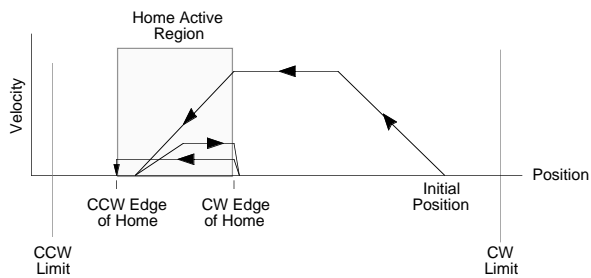 Home Active
Region
Velocity
Position
CCW Edge
of Home
CW Edge
of Home
Initial
Position
CCW
Limit
CW
Limit